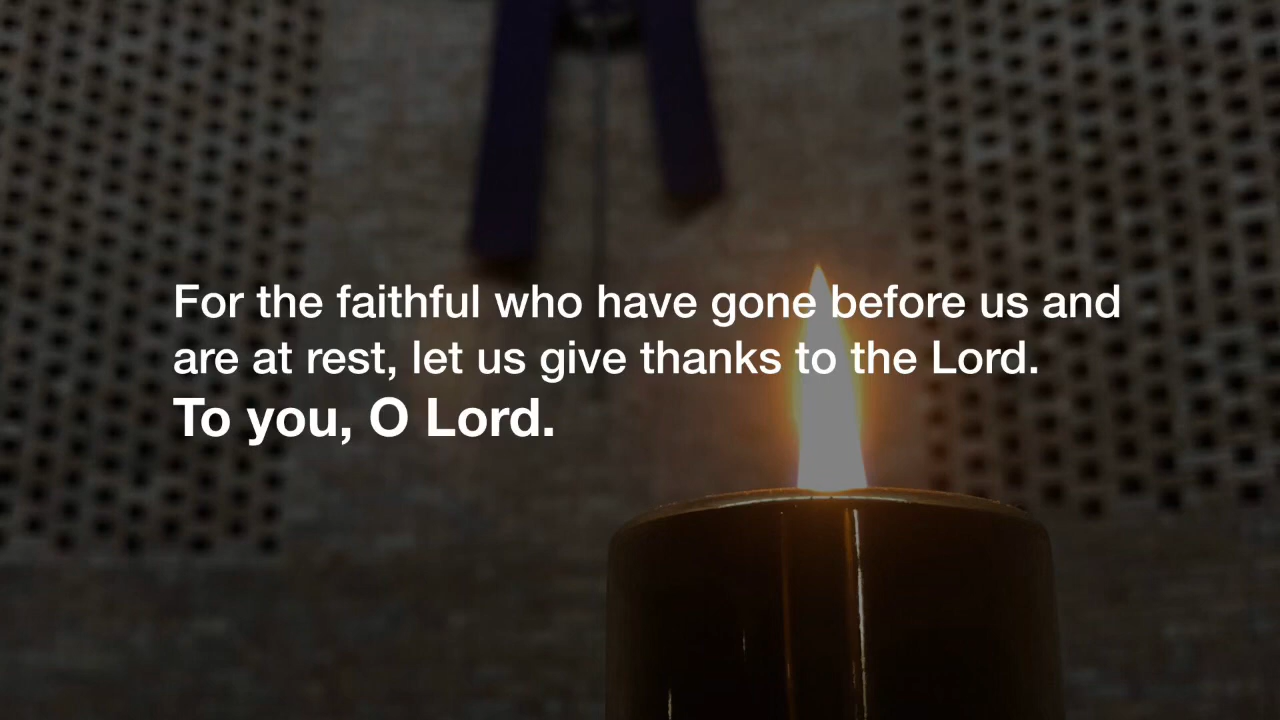 For the faithful who have gone before us and
are at rest, let us give thanks to the Lord.
To you, O Lord.